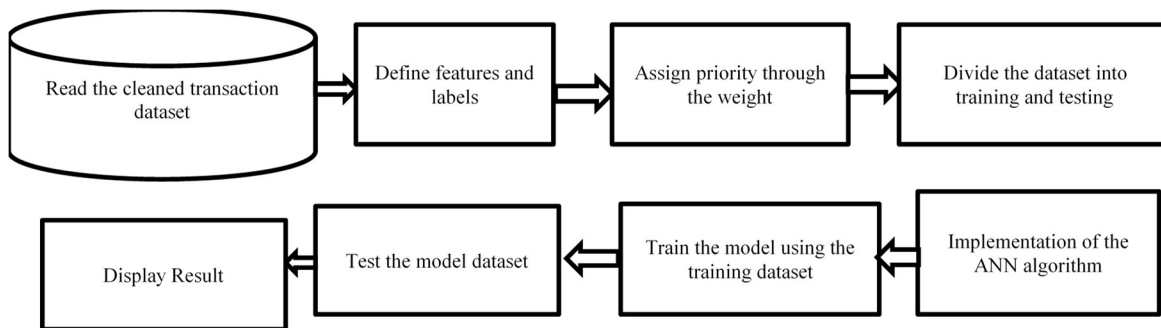 Read the cleaned transaction
dataset
Define features and
labels
Assign priority through
the weight
Divide the dataset into
training and testing
Implementation of the
ANN algorithm
Train the model using the
training dataset
Test the model dataset
Display Result